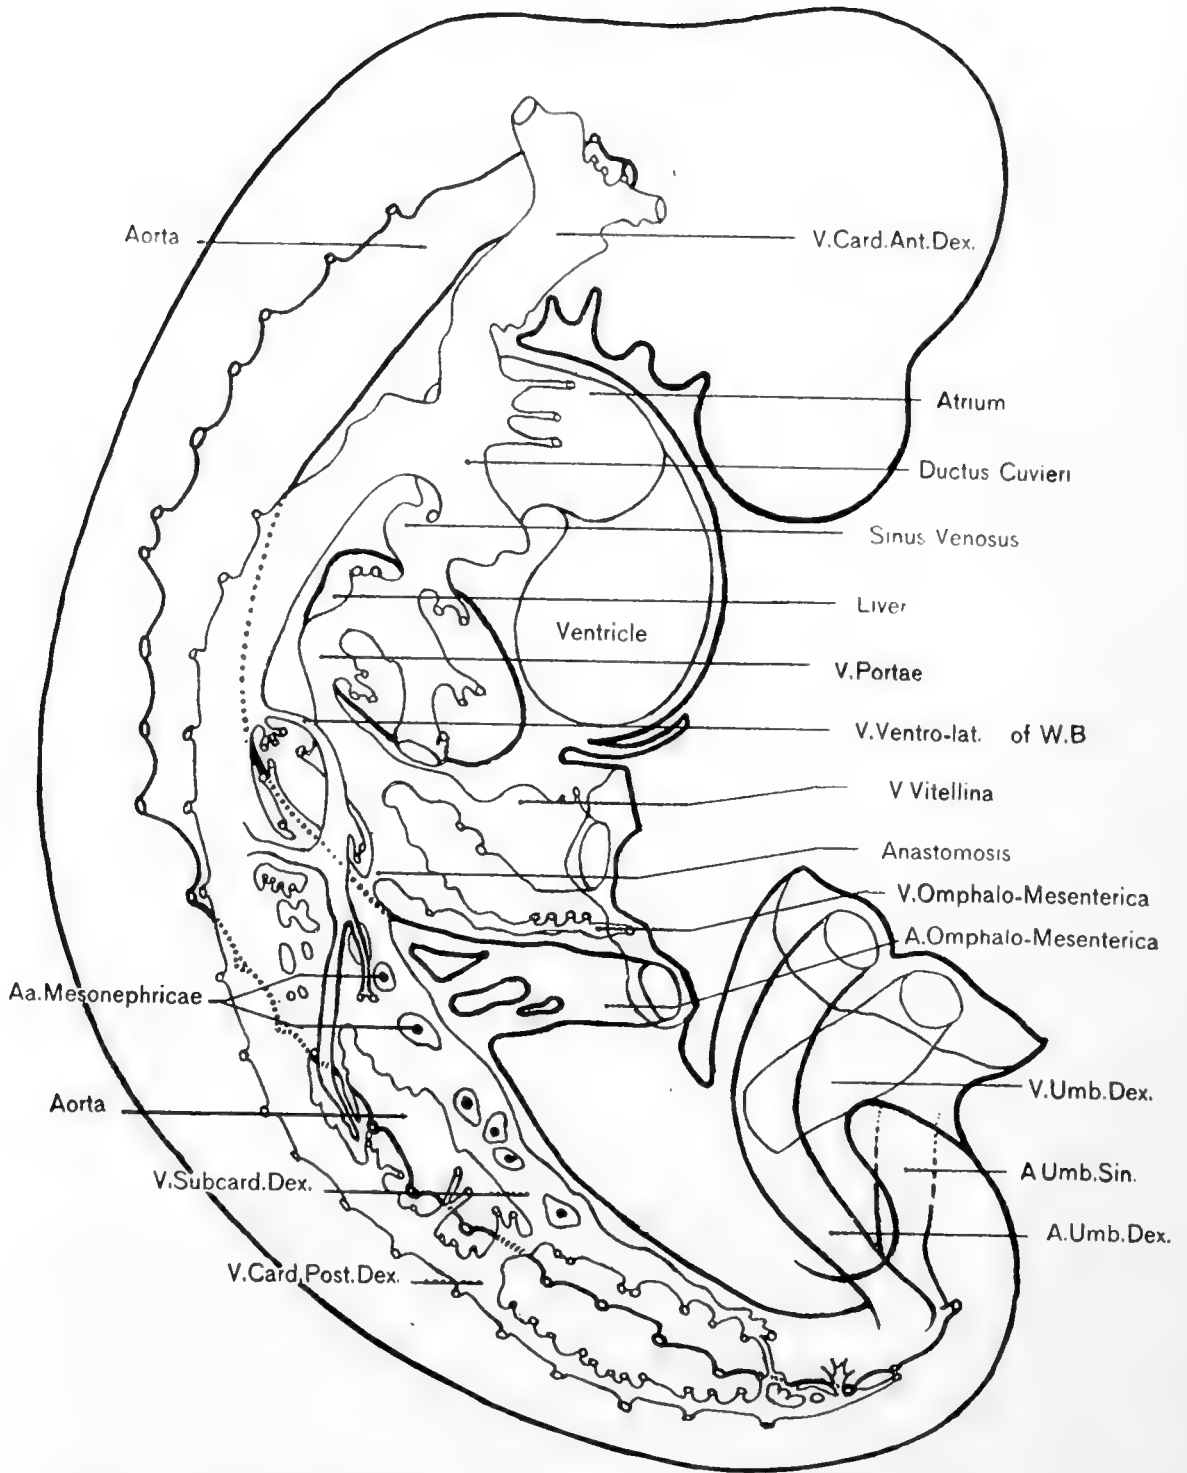 Aorta
V.Card.Ant.Dex.
Atrium
Ductus Cuvieri
Sinus Venosus
Liver
Ventricle
V.Portae
V.Ventro-lat. of W.B
V Vitellina
Anastomosis
V.Omphalo-Mesenterica
A.Omphalo-Mesenterica
Aa.Mesonephricae
Aorta
V.Umb.Dex.
V.Subcard.Dex.
A Umb.Sin.
A.Umb.Dex.
V.Card.Post.Dex.